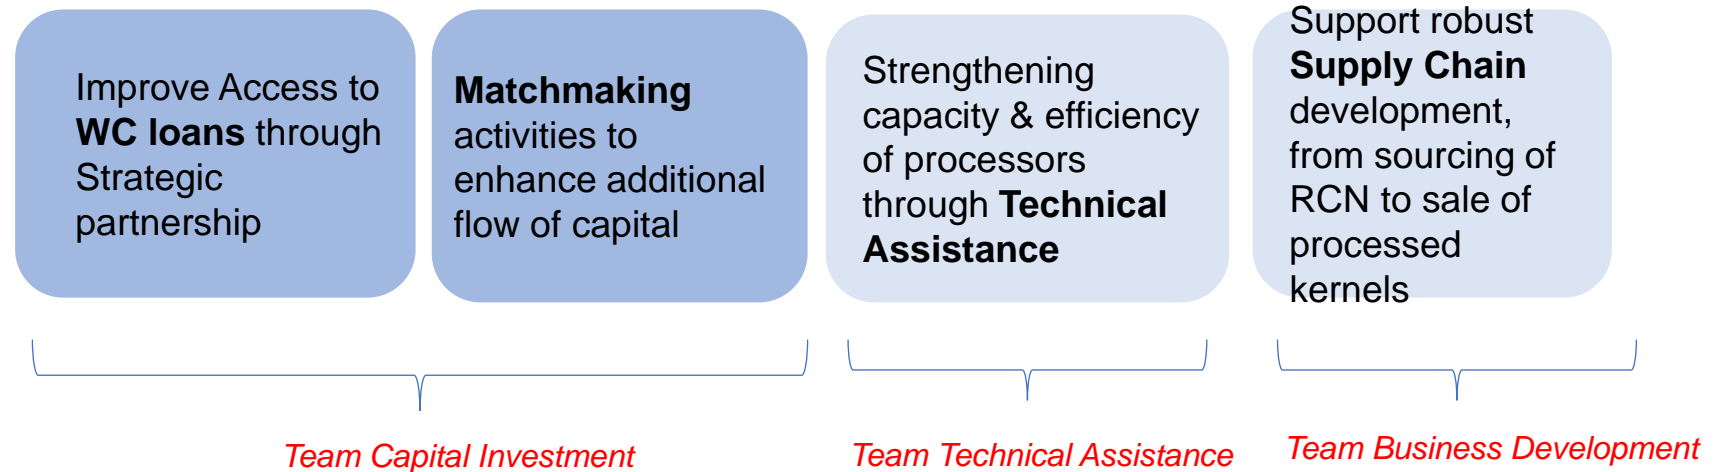 Improve Access to
WC loans through
Strategic
partnership
Matchmaking
activities to
enhance additional
flow of capital
Strengthening
capacity & efficiency
of processors
through Technical
Assistance
Support robust
Supply Chain
development,
from sourcing of
RCN to sale of
processed
kernels
Team Capital Investment
Team Technical Assistance
Team Business Development